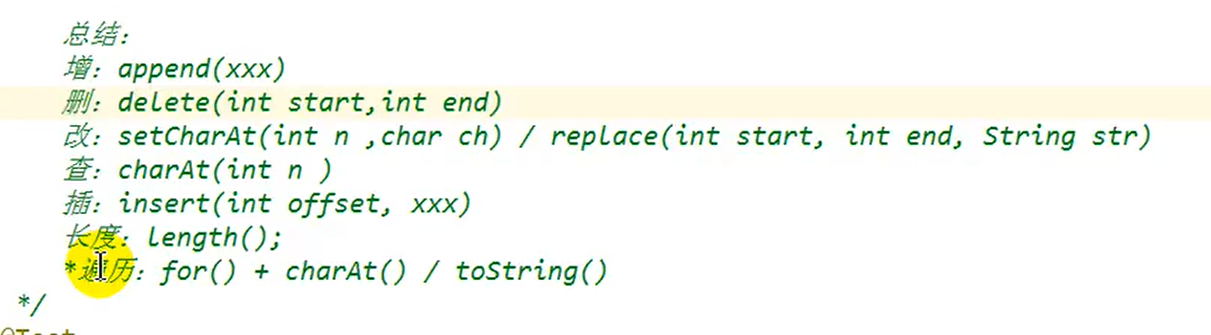 总结：
增：append(xxx)
删：delete(int start,int end)
改：setCharAt(int n ,char ch) / replace(int start, int end, String str)
查：charAt(int n )
插：insert(int offset, xxx)
长度：length();
*遍历：for() + charAt() / toString()
*/